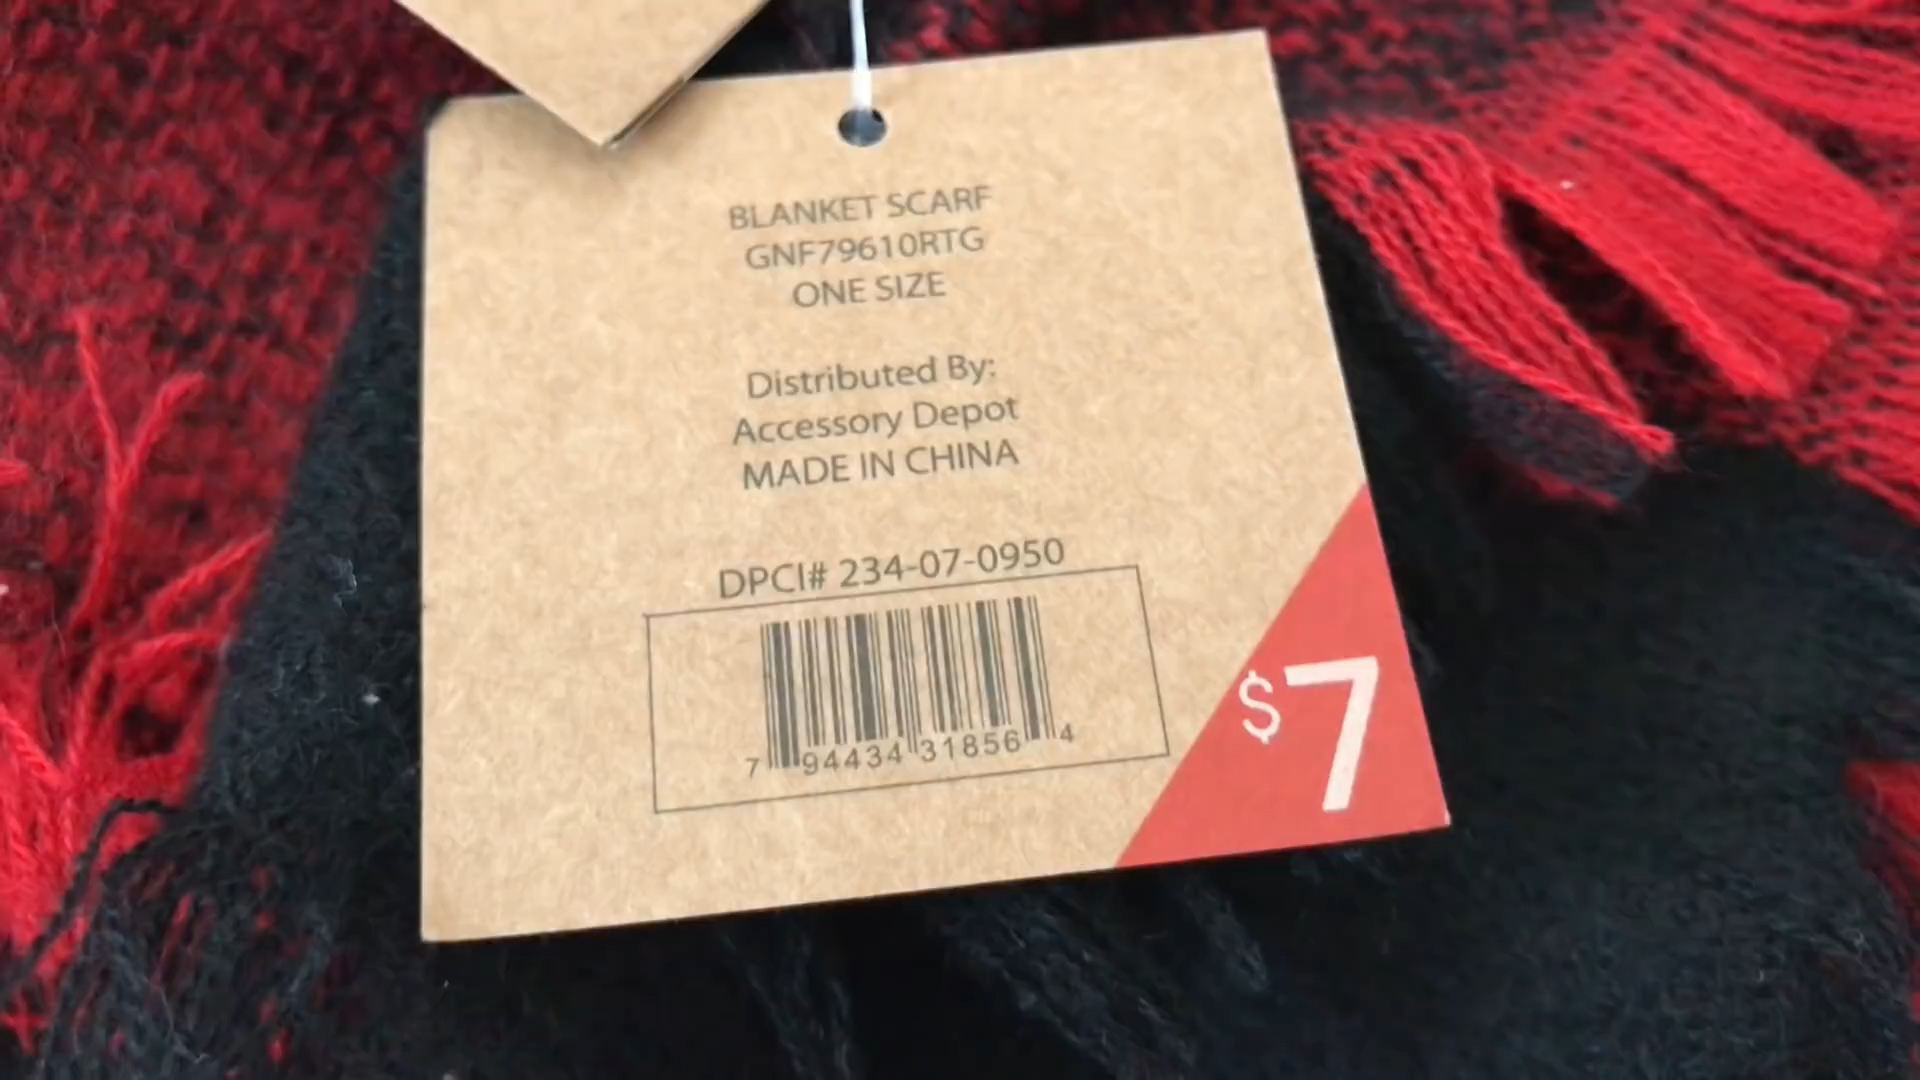 BLANKET SCARF
GNF79610RTG
ONE SIZE
Distributed By:
Accessory Depot
MADE IN CHINA
DPCI# 234-07-0950
7 94434 31856 4
$7